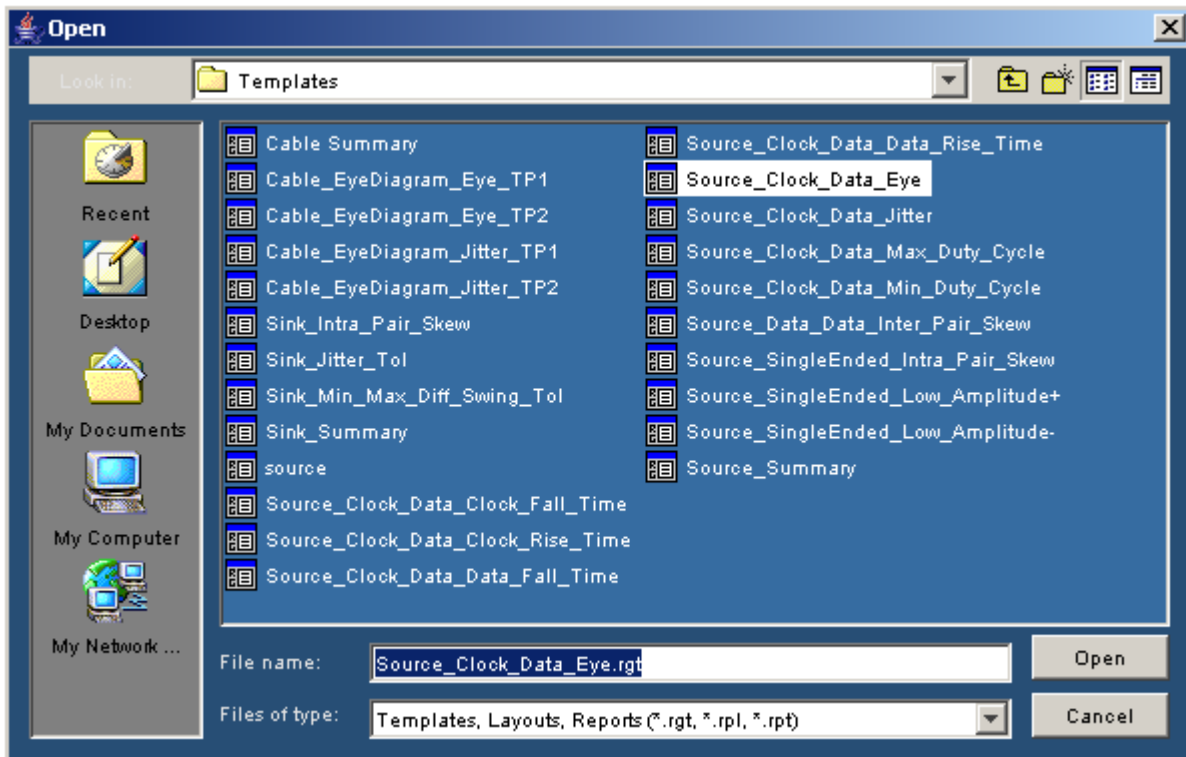 Open
Look in:
Templates
Recent
Desktop
My Documents
My Computer
My Network ...
Cable Summary
Cable_EyeDiagram_Eye_TP1
Cable_EyeDiagram_Eye_TP2
Cable_EyeDiagram_Jitter_TP1
Cable_EyeDiagram_Jitter_TP2
Sink_Intra_Pair_Skew
Sink_Jitter_Tol
Sink_Min_Max_Diff_Swing_Tol
Sink_Summary
source
Source_Clock_Data_Clock_Fall_Time
Source_Clock_Data_Clock_Rise_Time
Source_Clock_Data_Data_Fall_Time
Source_Clock_Data_Data_Rise_Time
Source_Clock_Data_Eye
Source_Clock_Data_Jitter
Source_Clock_Data_Max_Duty_Cycle
Source_Clock_Data_Min_Duty_Cycle
Source_Data_Data_Inter_Pair_Skew
Source_SingleEnded_Intra_Pair_Skew
Source_SingleEnded_Low_Amplitude+
Source_SingleEnded_Low_Amplitude-
Source_Summary
File name:
Source_Clock_Data_Eye.rgt
Open
Files of type:
Templates, Layouts, Reports (*.rgt, *.rpl, *.rpt)
Cancel